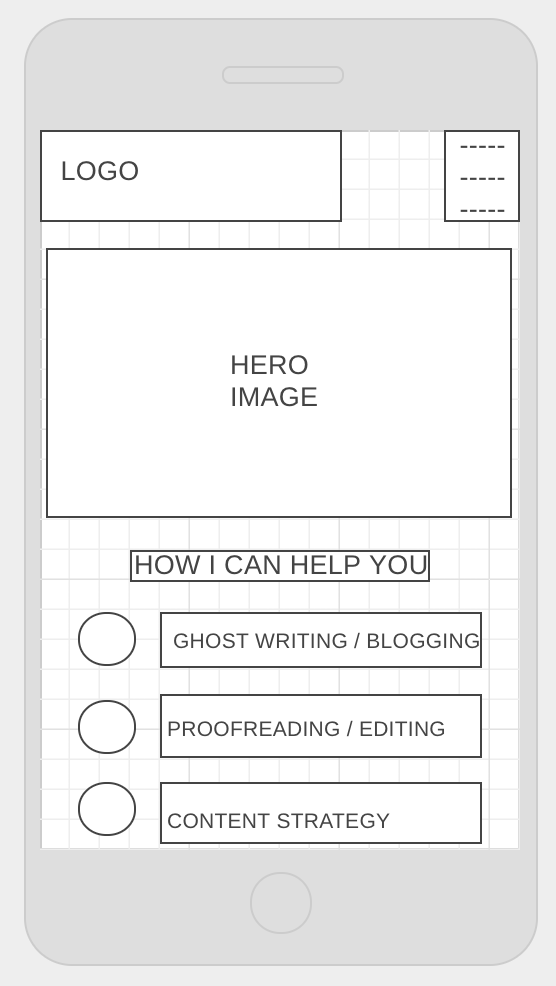 LOGO
-----
-----
-----
HERO
IMAGE
HOW I CAN HELP YOU
GHOST WRITING / BLOGGING
PROOFREADING / EDITING
CONTENT STRATEGY